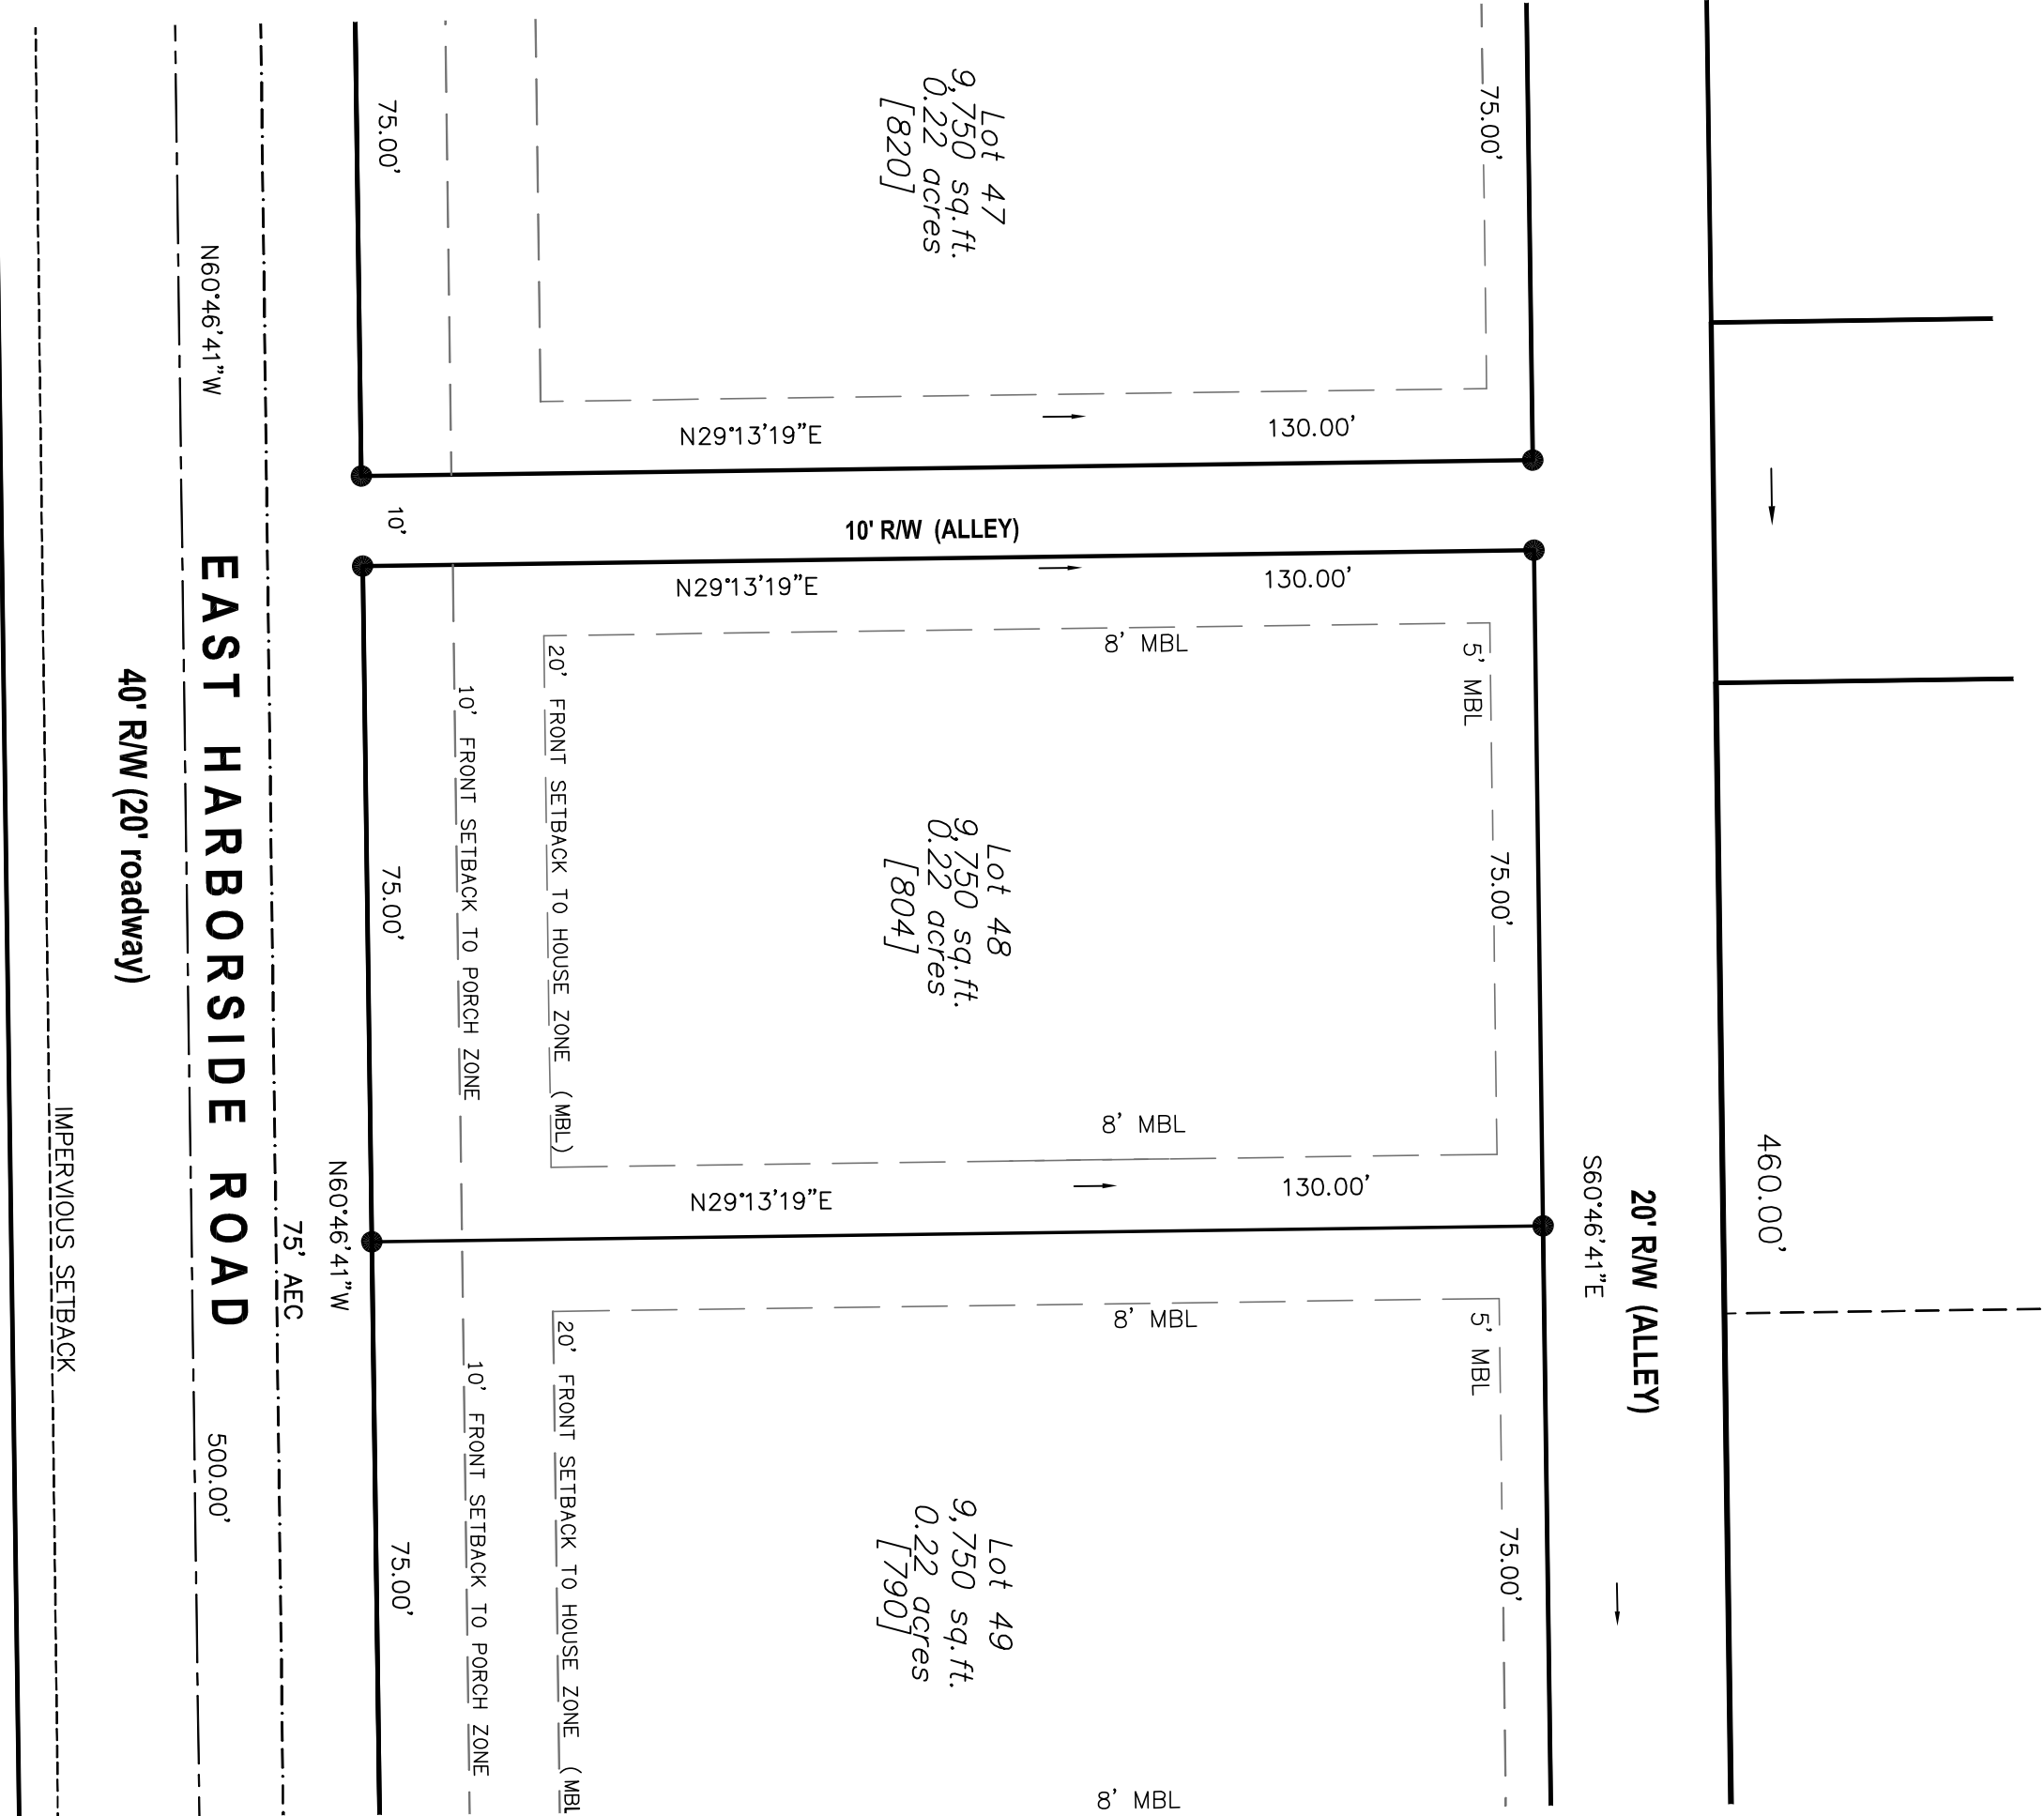 Lot 47
9,750 sq.ft.
0.22 acres
[820]
75.00'
75.00'
N60°46'41"W
N29°13'19"E
130.00'
10'
10' R/W (ALLEY)
N29°13'19"E
130.00'
8' MBL
5' MBL
20' FRONT SETBACK TO HOUSE ZONE (MBL)
10' FRONT SETBACK TO PORCH ZONE
Lot 48
9,750 sq.ft.
0.22 acres
[804]
75.00'
75.00'
8' MBL
N29°13'19"E
130.00'
EAST HARBORSIDE ROAD
40' R/W (20' roadway)
IMPERVIOUS SETBACK
75' AEC
N60°46'41"W
500.00'
S60°46'41"E
20' R/W (ALLEY)
460.00'
8' MBL
5' MBL
20' FRONT SETBACK TO HOUSE ZONE (MBL
10' FRONT SETBACK TO PORCH ZONE
Lot 49
9,750 sq.ft.
0.22 acres
[790]
75.00'
75.00'
8' MBL